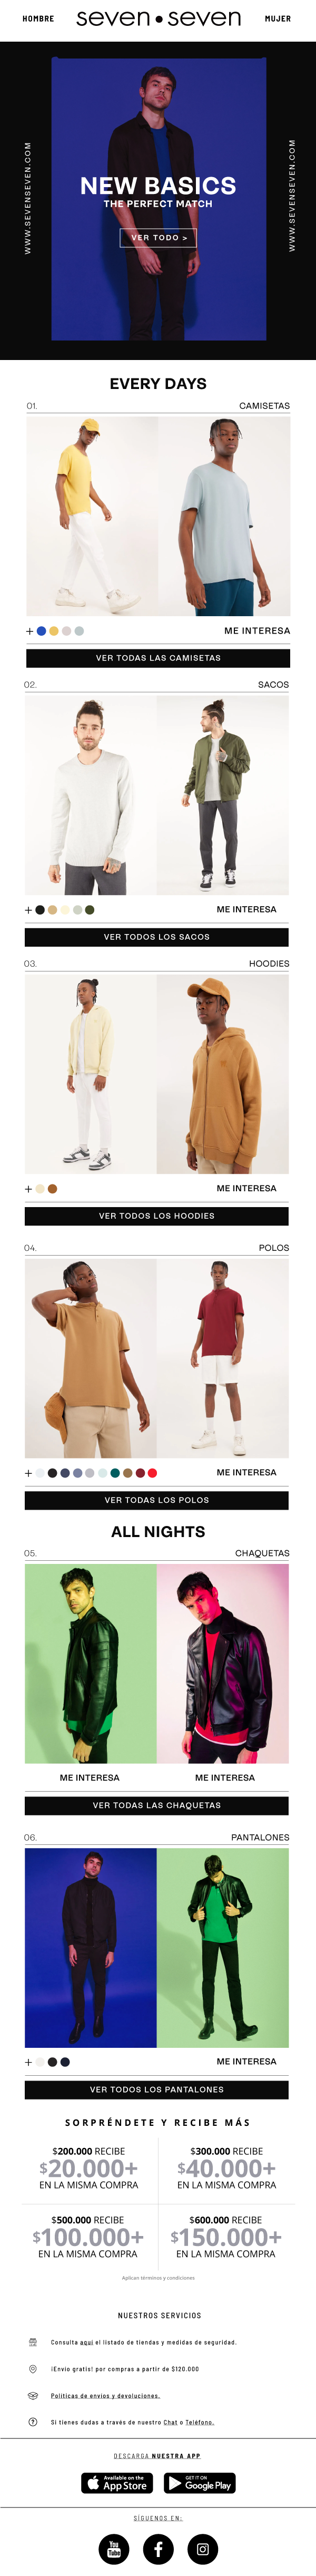 HOMBRE
seven•seven
MUJER
WWW.SEVENSEVEN.COM
NEW BASICS
THE PERFECT MATCH
VER TODO >
WWW.SEVENSEVEN.COM
EVERY DAYS
01.
CAMISETAS
ME INTERESA
VER TODAS LAS CAMISETAS
02.
SACOS
ME INTERESA
VER TODOS LOS SACOS
03.
HOODIES
ME INTERESA
VER TODOS LOS HOODIES
04.
POLOS
ME INTERESA
VER TODAS LOS POLOS
ALL NIGHTS
05.
CHAQUETAS
ME INTERESA
ME INTERESA
VER TODAS LAS CHAQUETAS
06.
PANTALONES
ME INTERESA
VER TODOS LOS PANTALONES
SORPRÉNDETE Y RECIBE MÁS
$200.000 RECIBE
$20.000+
EN LA MISMA COMPRA
$300.000 RECIBE
$40.000+
EN LA MISMA COMPRA
$500.000 RECIBE
$100.000+
EN LA MISMA COMPRA
$600.000 RECIBE
$150.000+
EN LA MISMA COMPRA
Aplican términos y condiciones
NUESTROS SERVICIOS
Consulta aquí el listado de tiendas y medidas de seguridad.
¡Envío gratis! por compras a partir de $120.000
Políticas de envíos y devoluciones.
Si tienes dudas a través de nuestro Chat o Teléfono.
DESCARGA NUESTRA APP
Available on the
App Store
GET IT ON
Google Play
SÍGUENOS EN:
You
Tube